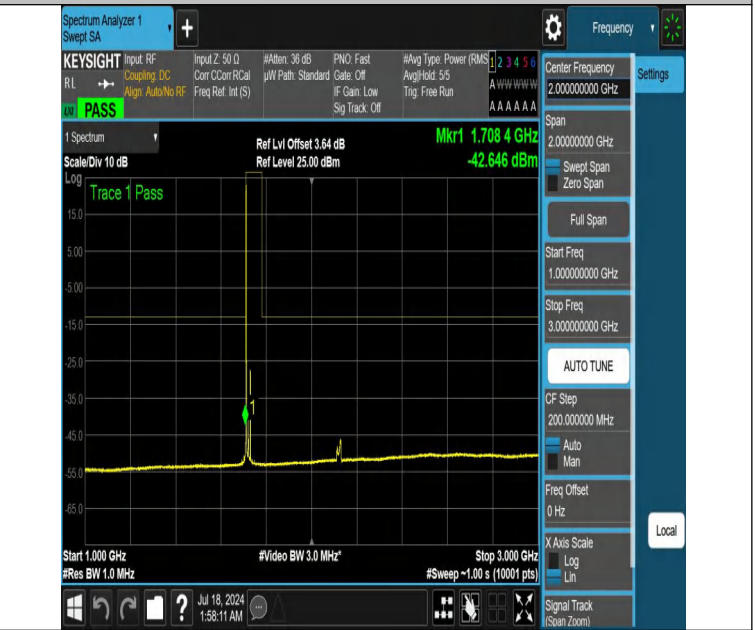 Spectrum Analyzer 1
Swept SA
+
Frequency
KEYSIGHT
RL
PASS
Input: RF
Coupling: DC
Align: Auto/No RF
Input Z: 50 Ω
Corr CCorr RCal
Freq Ref: Int (S)
#Atten: 36 dB
µW Path: Standard
PNO: Fast
Gate: Off
IF Gain: Low
Sig Track: Off
#Avg Type: Power (RMS
Avg|Hold: 5/5
Trig: Free Run
1 2 3 4 5 6
A W W W W W
A A A A A A
Center Frequency
2.000000000 GHz
Settings
Span
2.00000000 GHz
Swept Span
Zero Span
Full Span
Start Freq
1.000000000 GHz
Stop Freq
3.000000000 GHz
AUTO TUNE
CF Step
200.000000 MHz
Auto
Man
Freq Offset
0 Hz
X Axis Scale
Log
Lin
Signal Track
(Span Zoom)
Local
1 Spectrum
Scale/Div 10 dB
Ref Lvl Offset 3.64 dB
Ref Level 25.00 dBm
Mkr1 1.708 4 GHz
-42.646 dBm
Log
Trace 1 Pass
15.0
5.00
-5.00
-15.0
-25.0
-35.0
-45.0
-55.0
-65.0
1
Start 1.000 GHz
#Res BW 1.0 MHz
#Video BW 3.0 MHz*
Stop 3.000 GHz
#Sweep ~1.00 s (10001 pts)
?
Jul 18, 2024
1:58:11 AM